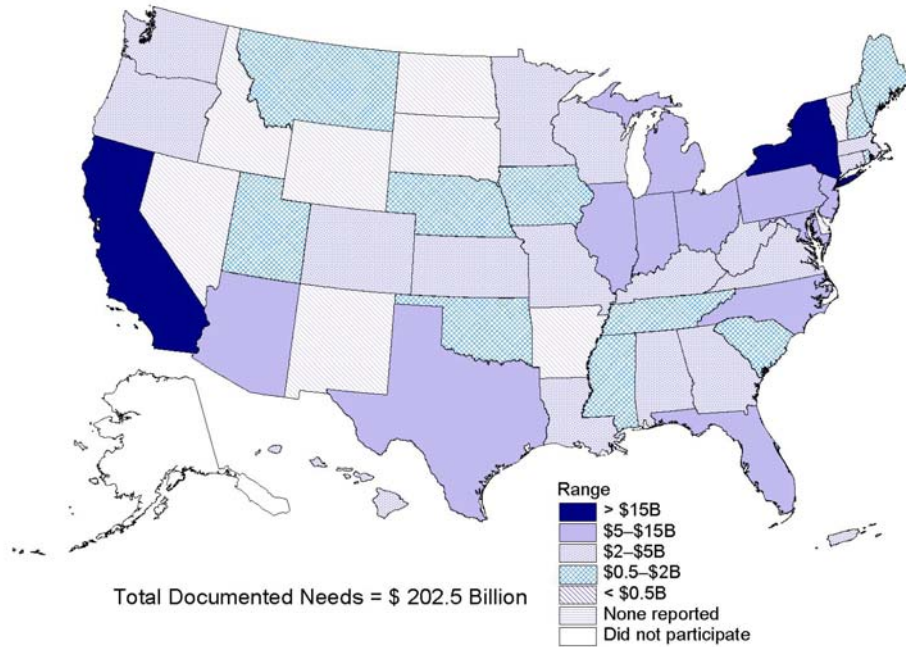 Range
> $15B
$5–$15B
$2–$5B
$0.5–$2B
< $0.5B
None reported
Did not participate
Total Documented Needs = $ 202.5 Billion